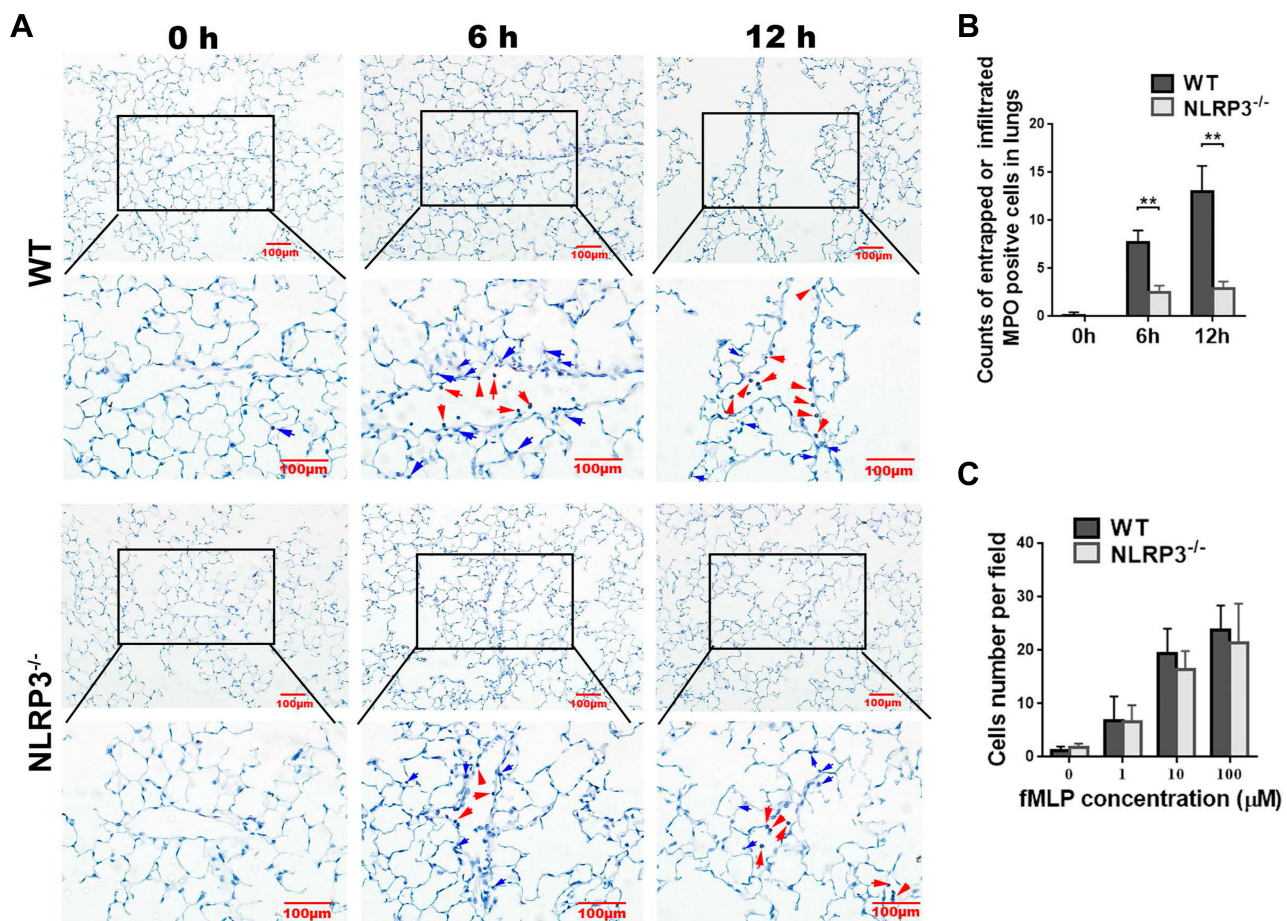 A
0 h
6 h
12 h
WT
100µm
100µm
100µm
100µm
100µm
100µm
NLRP3-/-
100µm
100µm
100µm
100µm
100µm
100µm
B
WT
NLRP3-/-
Counts of entrapped or infiltrated
MPO positive cells in lungs
20
15
10
5
0
**
**
0h
6h
12h
C
WT
NLRP3-/-
Cells number per field
40
30
20
10
0
0
1
10
100
fMLP concentration (µM)